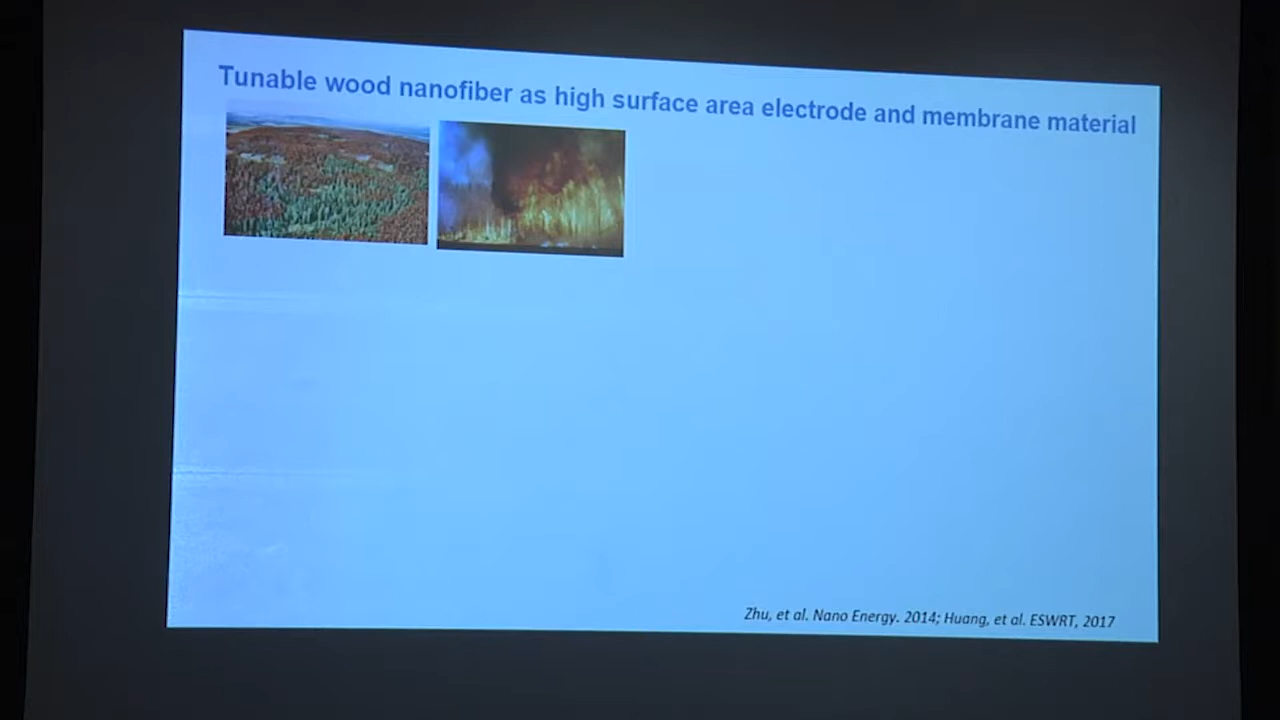 Tunable wood nanofiber as high surface area electrode and membrane material
Zhu, et al. Nano Energy. 2014; Huang, et al. ESWRT, 2017